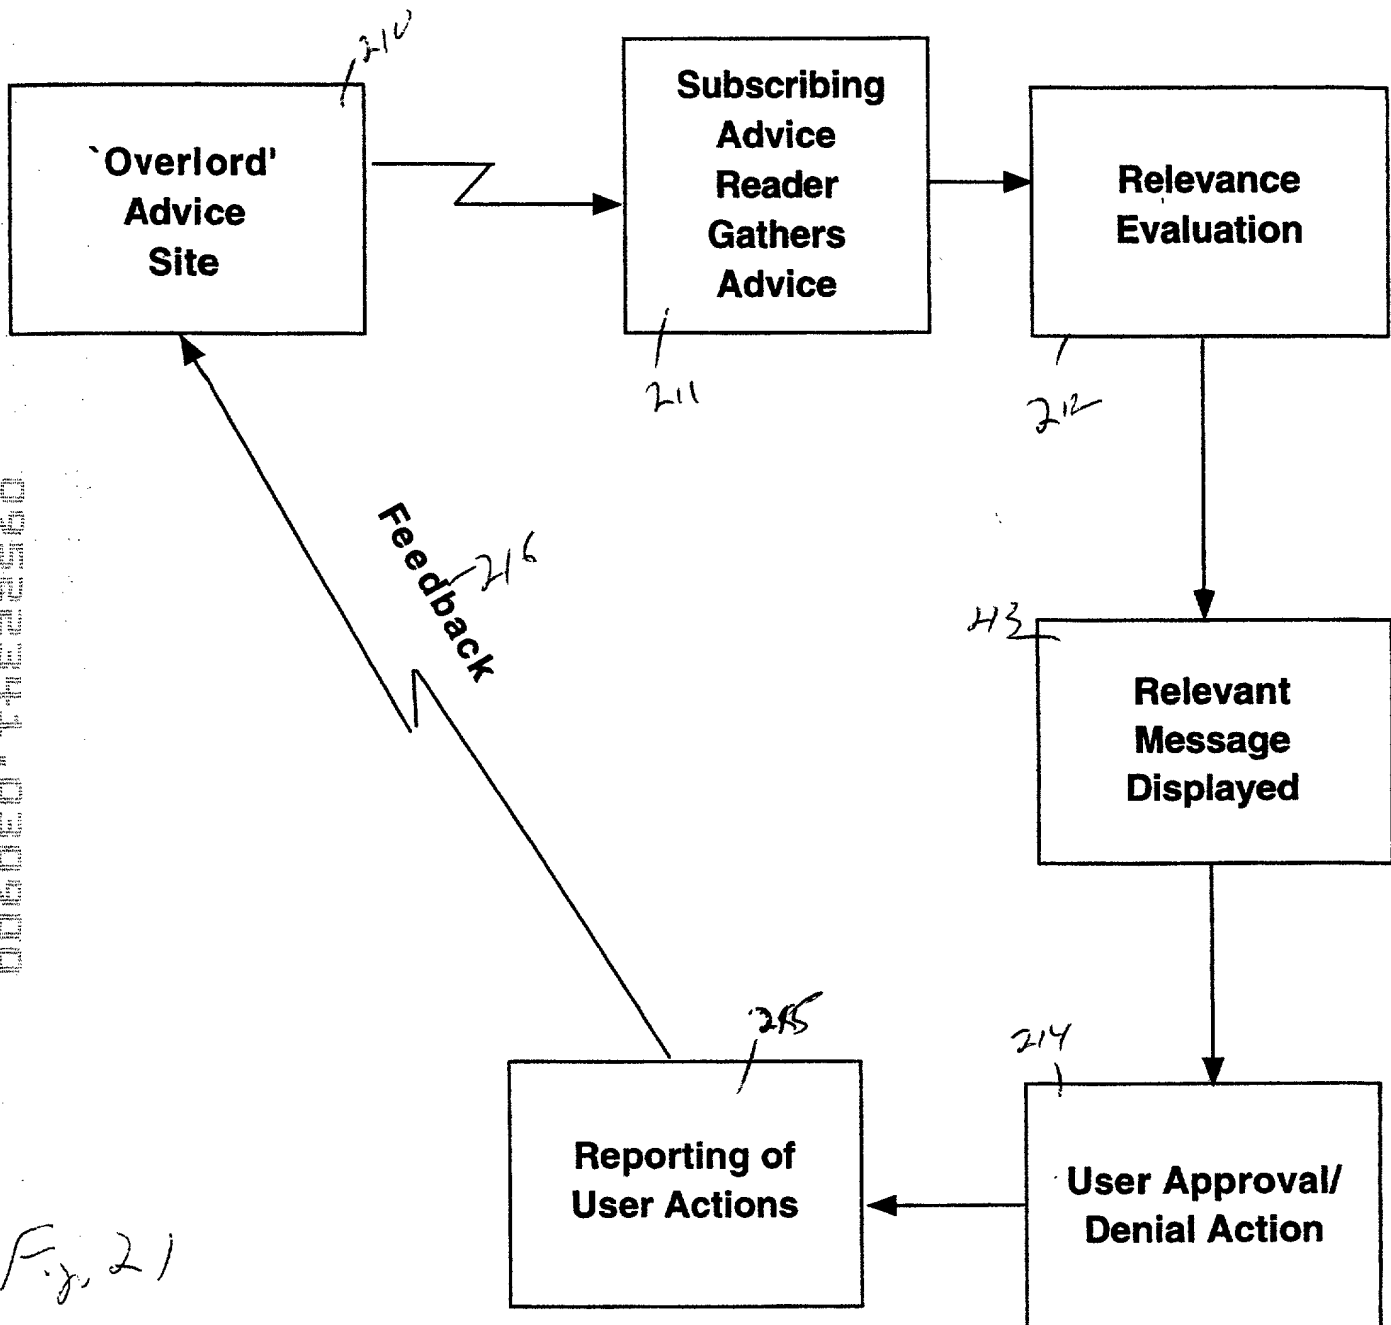 210
`Overlord'
Advice
Site
Subscribing
Advice
Reader
Gathers
Advice
211
Relevance
Evaluation
212
Feedback
216
213
Relevant
Message
Displayed
214
User Approval/
Denial Action
215
Reporting of
User Actions
Fig. 21